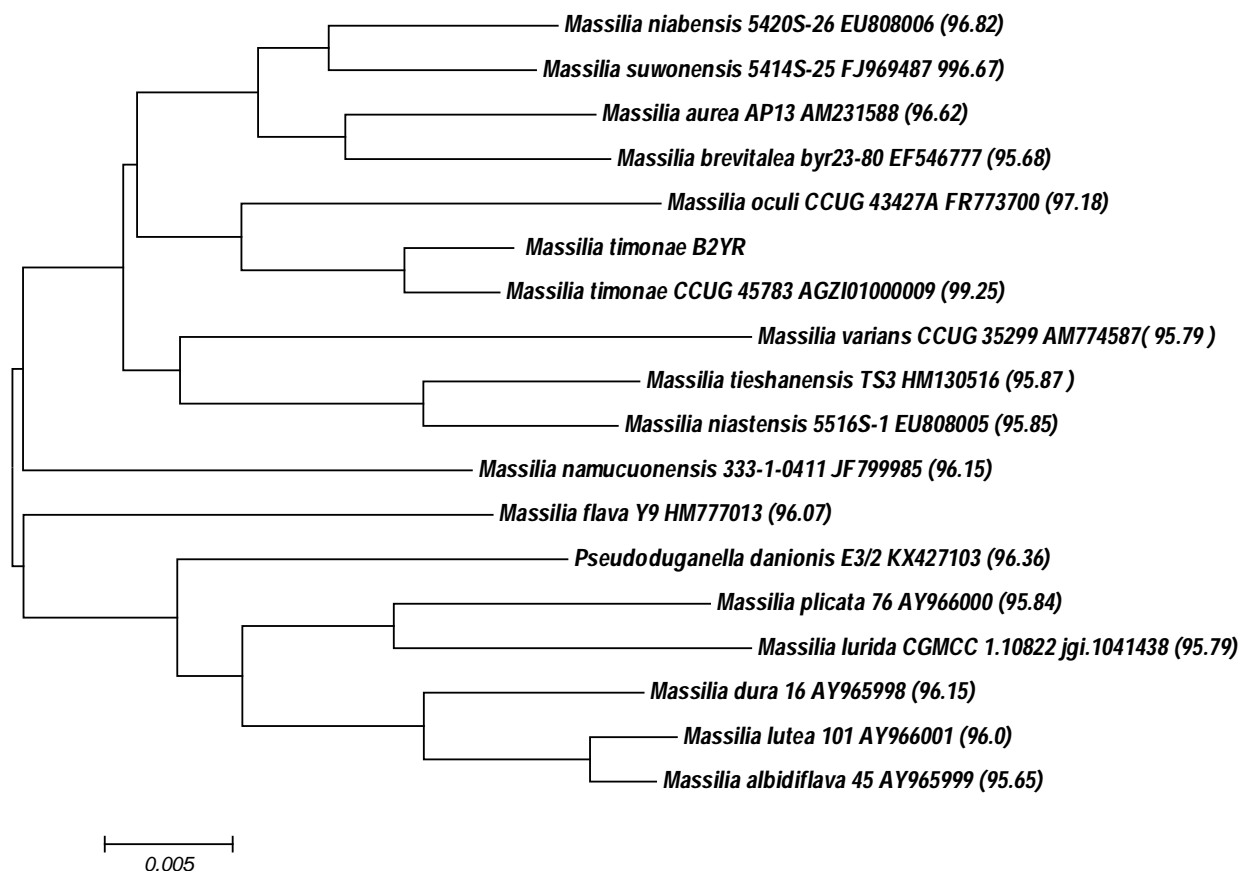 Massilia niabensis 5420S-26 EU808006 (96.82)
Massilia suwonensis 5414S-25 FJ969487 996.67)
Massilia aurea AP13 AM231588 (96.62)
Massilia brevitalea byr23-80 EF546777 (95.68)
Massilia oculi CCUG 43427A FR773700 (97.18)
Massilia timonae B2YR
Massilia timonae CCUG 45783 AGZI01000009 (99.25)
Massilia varians CCUG 35299 AM774587( 95.79 )
Massilia tieshanensis TS3 HM130516 (95.87 )
Massilia niastensis 5516S-1 EU808005 (95.85)
Massilia namucuonensis 333-1-0411 JF799985 (96.15)
Massilia flava Y9 HM777013 (96.07)
Pseudoduganella danionis E3/2 KX427103 (96.36)
Massilia plicata 76 AY966000 (95.84)
Massilia lurida CGMCC 1.10822 jgi.1041438 (95.79)
Massilia dura 16 AY965998 (96.15)
Massilia lutea 101 AY966001 (96.0)
Massilia albidiflava 45 AY965999 (95.65)
0.005